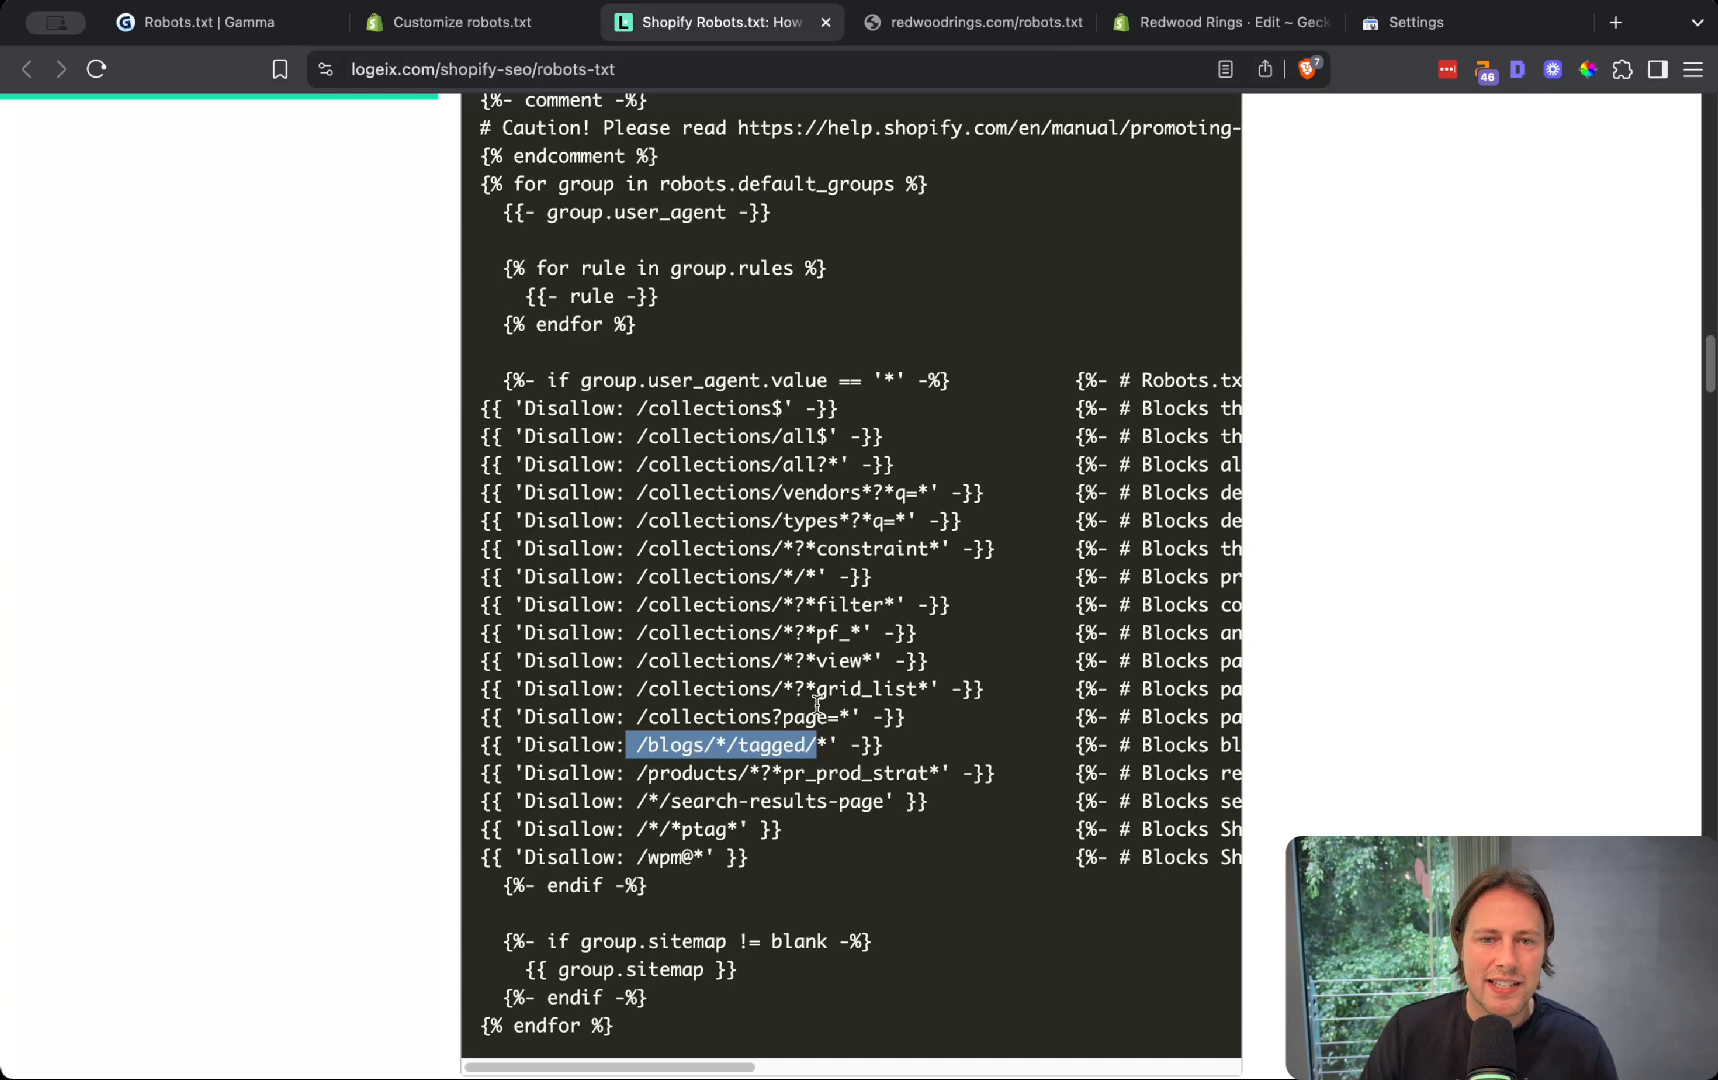 Robots.txt | Gamma
Customize robots.txt
Shopify Robots.txt: How
redwoodrings.com/robots.txt
Redwood Rings · Edit ~ Geck
Settings
logeix.com/shopify-seo/robots-txt
7
46
{%- comment -%}
# Caution! Please read https://help.shopify.com/en/manual/promoting-
{% endcomment %}
{% for group in robots.default_groups %}
{{- group.user_agent -}}
{% for rule in group.rules %}
{{- rule -}}
{% endfor %}
{%- if group.user_agent.value == '*' -%} {%- # Robots.tx
{{ 'Disallow: /collections$' -}} {%- # Blocks th
{{ 'Disallow: /collections/all$' -}} {%- # Blocks th
{{ 'Disallow: /collections/all?*' -}} {%- # Blocks al
{{ 'Disallow: /collections/vendors*?*q=*' -}} {%- # Blocks de
{{ 'Disallow: /collections/types*?*q=*' -}} {%- # Blocks de
{{ 'Disallow: /collections/*?*constraint*' -}} {%- # Blocks th
{{ 'Disallow: /collections/*/*' -}} {%- # Blocks pr
{{ 'Disallow: /collections/*?*filter*' -}} {%- # Blocks co
{{ 'Disallow: /collections/*?*pf_*' -}} {%- # Blocks an
{{ 'Disallow: /collections/*?*view*' -}} {%- # Blocks pa
{{ 'Disallow: /collections/*?*grid_list*' -}} {%- # Blocks pa
{{ 'Disallow: /collections?page=*' -}} {%- # Blocks pa
{{ 'Disallow: /blogs/*/tagged/*' -}} {%- # Blocks bl
{{ 'Disallow: /products/*?*pr_prod_strat*' -}} {%- # Blocks re
{{ 'Disallow: /*/search-results-page' }} {%- # Blocks se
{{ 'Disallow: /*/*ptag*' }} {%- # Blocks Sh
{{ 'Disallow: /wpm@*' }} {%- # Blocks Sh
{%- endif -%}
{%- if group.sitemap != blank -%}
{{ group.sitemap }}
{%- endif -%}
{% endfor %}